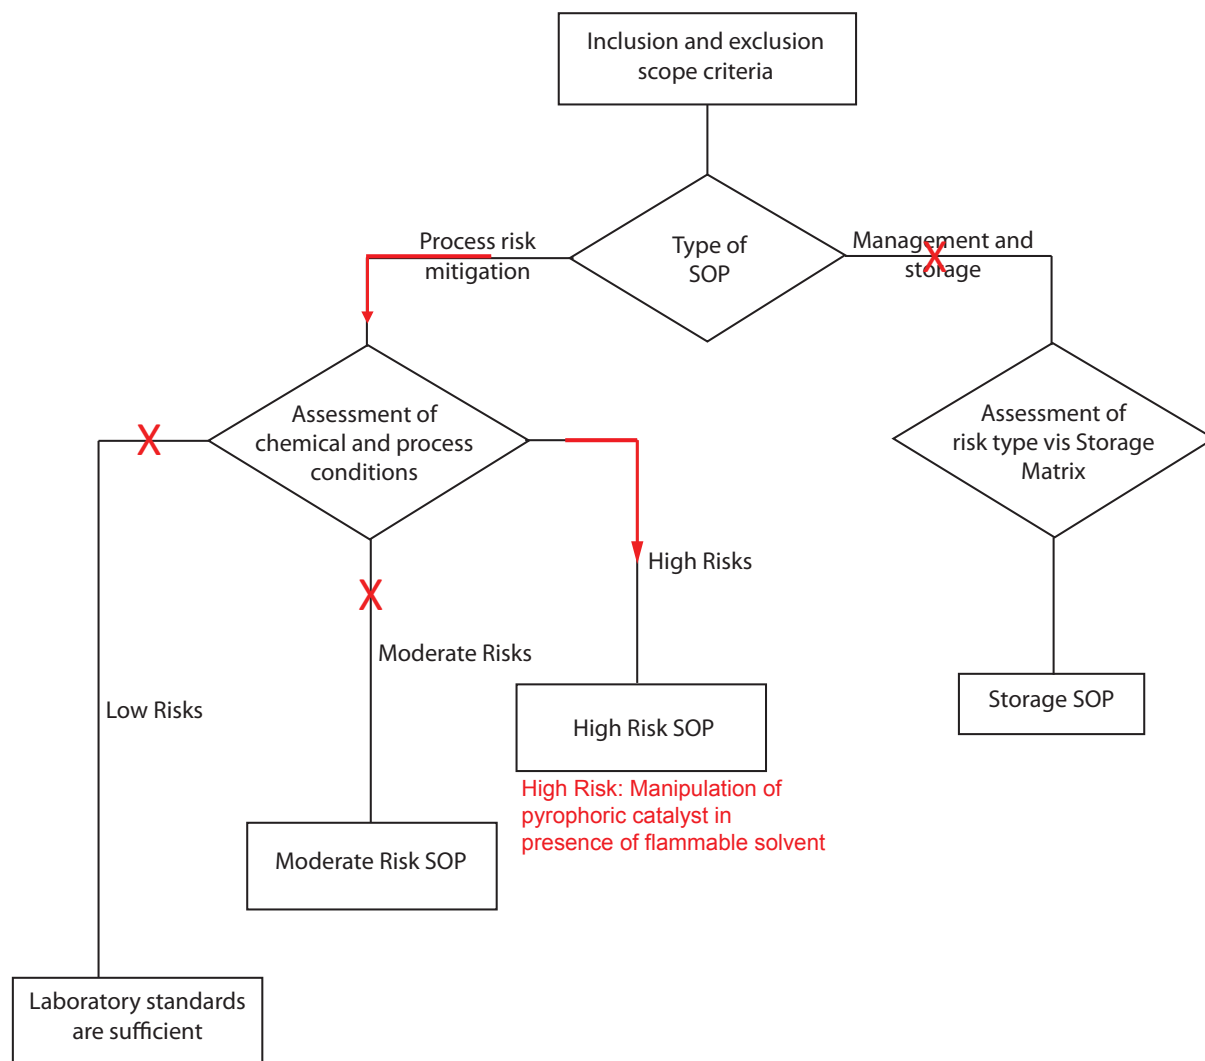 Inclusion and exclusion
scope criteria
Process risk
mitigation
Type of
SOP
Management and
storage
X
Assessment of
chemical and process
conditions
X
Assessment of
risk type vis Storage
Matrix
High Risks
X
Moderate Risks
Low Risks
High Risk SOP
Storage SOP
High Risk: Manipulation of
pyrophoric catalyst in
presence of flammable solvent
Moderate Risk SOP
Laboratory standards
are sufficient